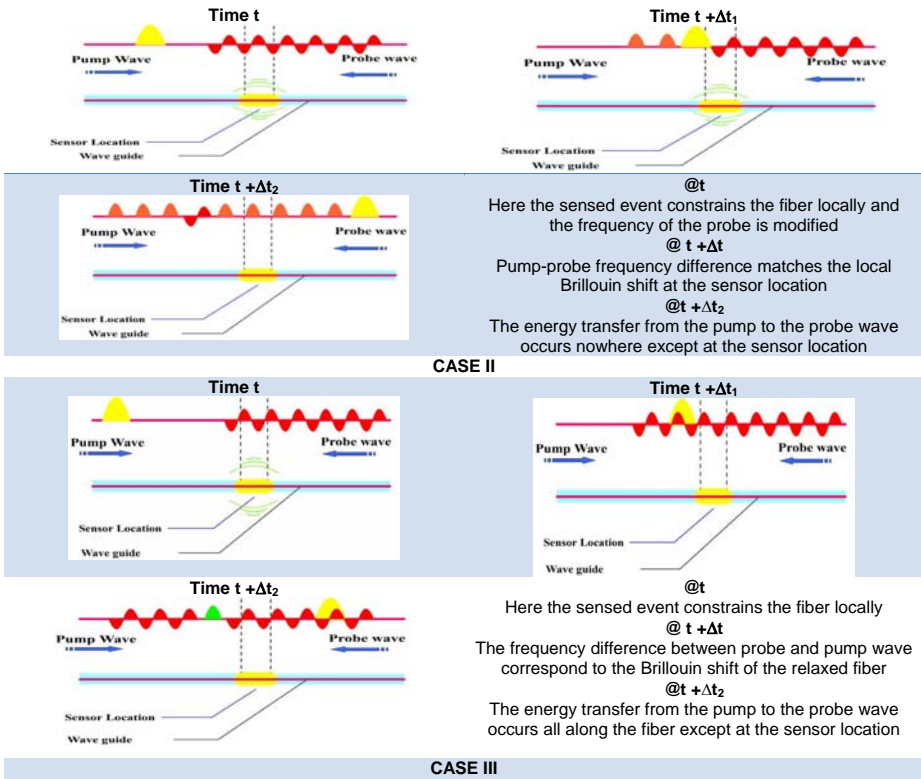 Time t
Pump Wave
Probe wave
Sensor Location
Wave guide
Time t +Δt₁
Pump Wave
Probe wave
Sensor Location
Wave guide
Time t +Δt₂
Pump Wave
Probe wave
Sensor Location
Wave guide
@t
Here the sensed event constrains the fiber locally and
the frequency of the probe is modified
@ t +Δt
Pump-probe frequency difference matches the local
Brillouin shift at the sensor location
@t +Δt₂
The energy transfer from the pump to the probe wave
occurs nowhere except at the sensor location
CASE II
Time t
Pump Wave
Probe wave
Sensor Location
Wave guide
Time t +Δt₁
Pump Wave
Probe wave
Sensor Location
Wave guide
Time t +Δt₂
Pump Wave
Probe wave
Sensor Location
Wave guide
@t
Here the sensed event constrains the fiber locally
@ t +Δt
The frequency difference between probe and pump wave
correspond to the Brillouin shift of the relaxed fiber
@t +Δt₂
The energy transfer from the pump to the probe wave
occurs all along the fiber except at the sensor location
CASE III